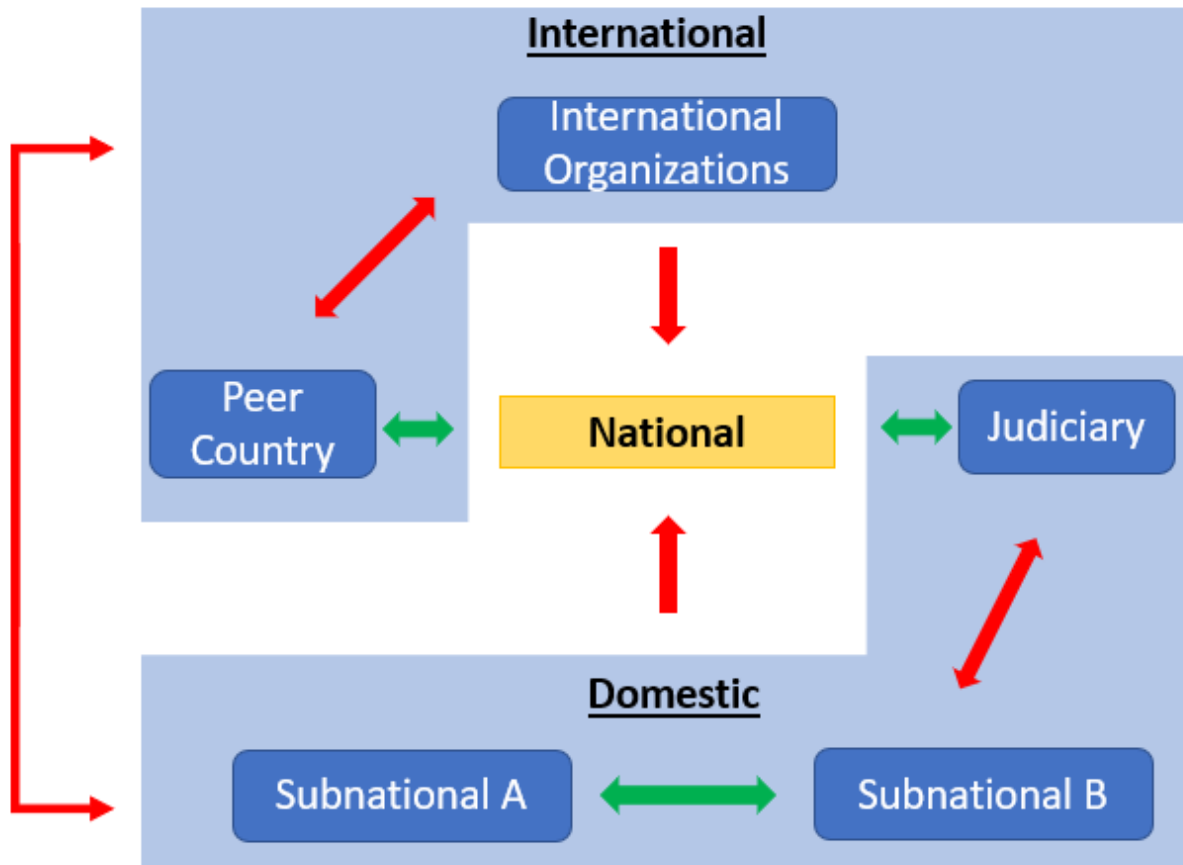 International
International
Organizations
Peer
Country
National
Judiciary
Domestic
Subnational A
Subnational B